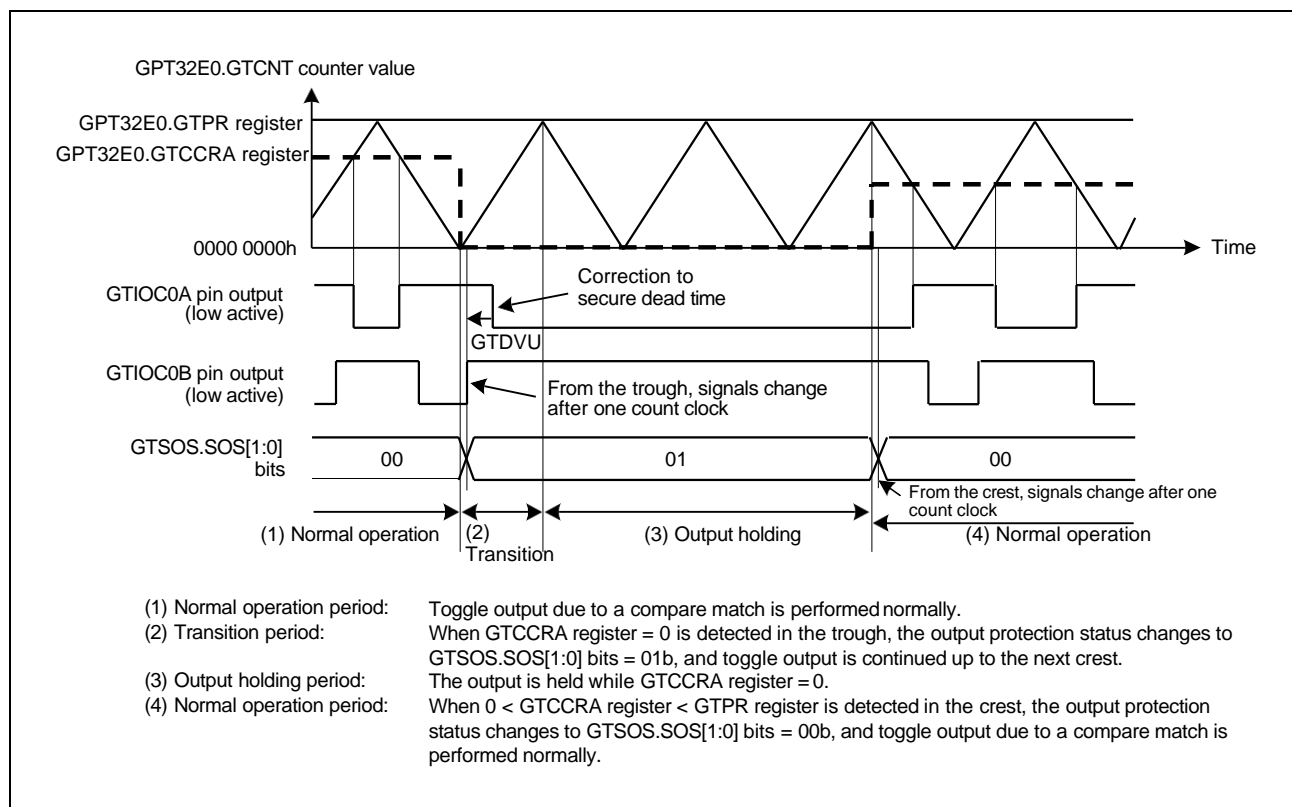 GPT32E0.GTCNT counter value
GPT32E0.GTPR register
GPT32E0.GTCCRA register
0000 0000h
Time
GTIOC0A pin output
(low active)
Correction to
secure dead time
GTDVU
GTIOC0B pin output
(low active)
From the trough, signals change
after one count clock
GTSOS.SOS[1:0]
bits
00
01
00
From the crest, signals change after one
count clock
(1) Normal operation
(2)
Transition
(3) Output holding
(4) Normal operation
(1) Normal operation period: Toggle output due to a compare match is performed normally.
(2) Transition period: When GTCCRA register = 0 is detected in the trough, the output protection status changes to
GTSOS.SOS[1:0] bits = 01b, and toggle output is continued up to the next crest.
(3) Output holding period: The output is held while GTCCRA register = 0.
(4) Normal operation period: When 0 < GTCCRA register < GTPR register is detected in the crest, the output protection
status changes to GTSOS.SOS[1:0] bits = 00b, and toggle output due to a compare match is
performed normally.